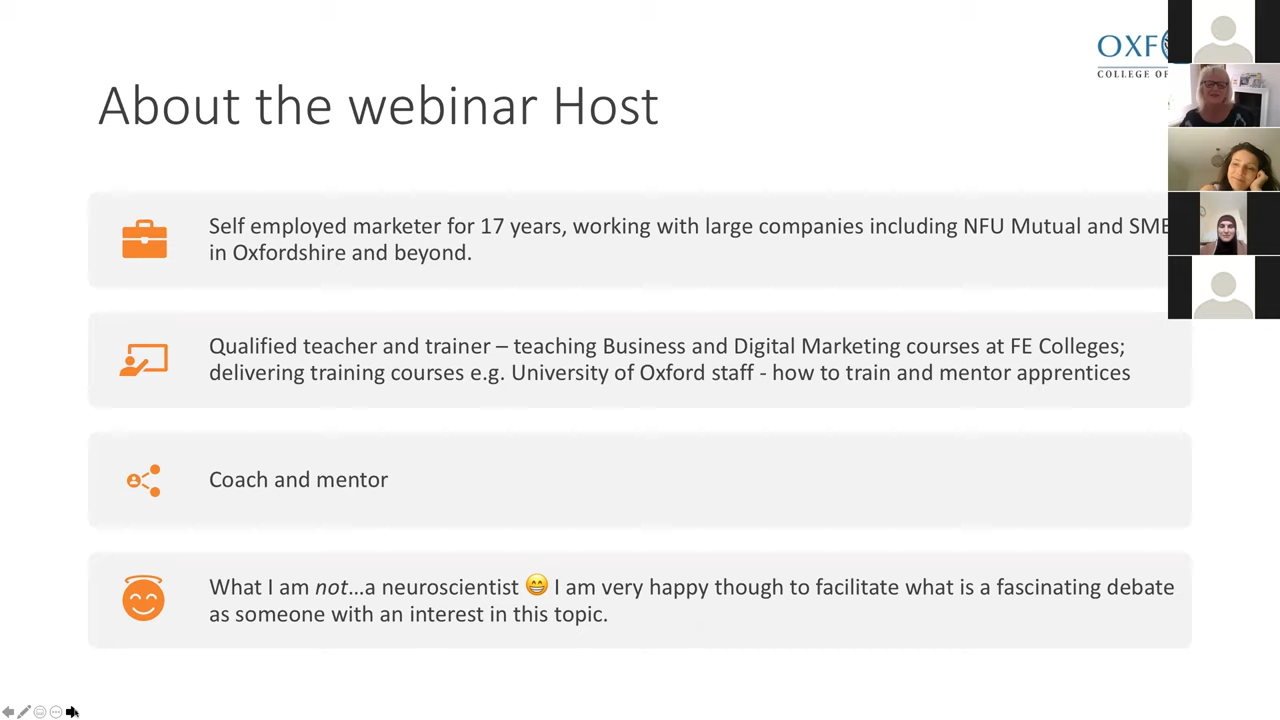 OXF
COLLEGE OF
About the webinar Host
Self employed marketer for 17 years, working with large companies including NFU Mutual and SME
in Oxfordshire and beyond.
Qualified teacher and trainer – teaching Business and Digital Marketing courses at FE Colleges;
delivering training courses e.g. University of Oxford staff - how to train and mentor apprentices
Coach and mentor
What I am not…a neuroscientist 😁 I am very happy though to facilitate what is a fascinating debate
as someone with an interest in this topic.